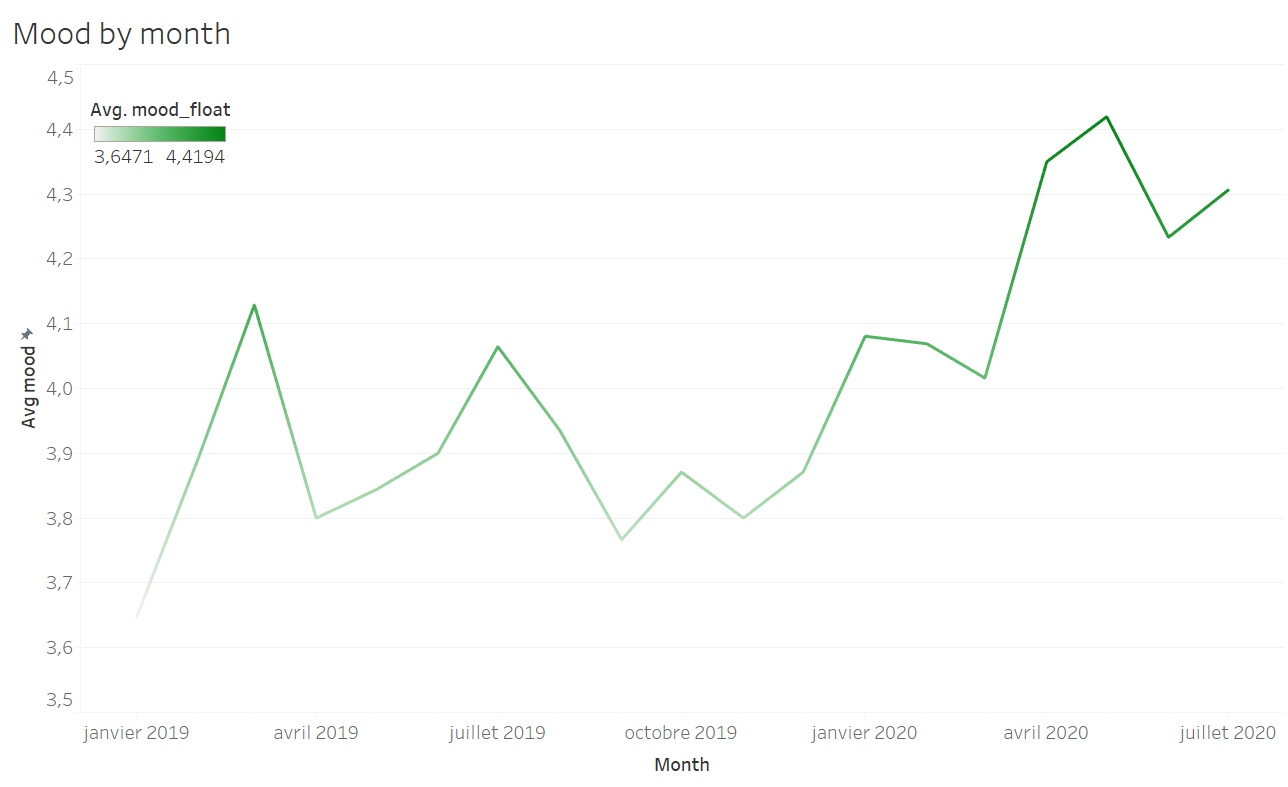 Mood by month
4,5
Avg. mood_float
4,4
3,6471 4,4194
4,3
4,2
4,1
Avg mood
4,0
3,9
3,8
3,7
3,6
3,5
janvier 2019 avril 2019 juillet 2019 octobre 2019 janvier 2020 avril 2020 juillet 2020
Month